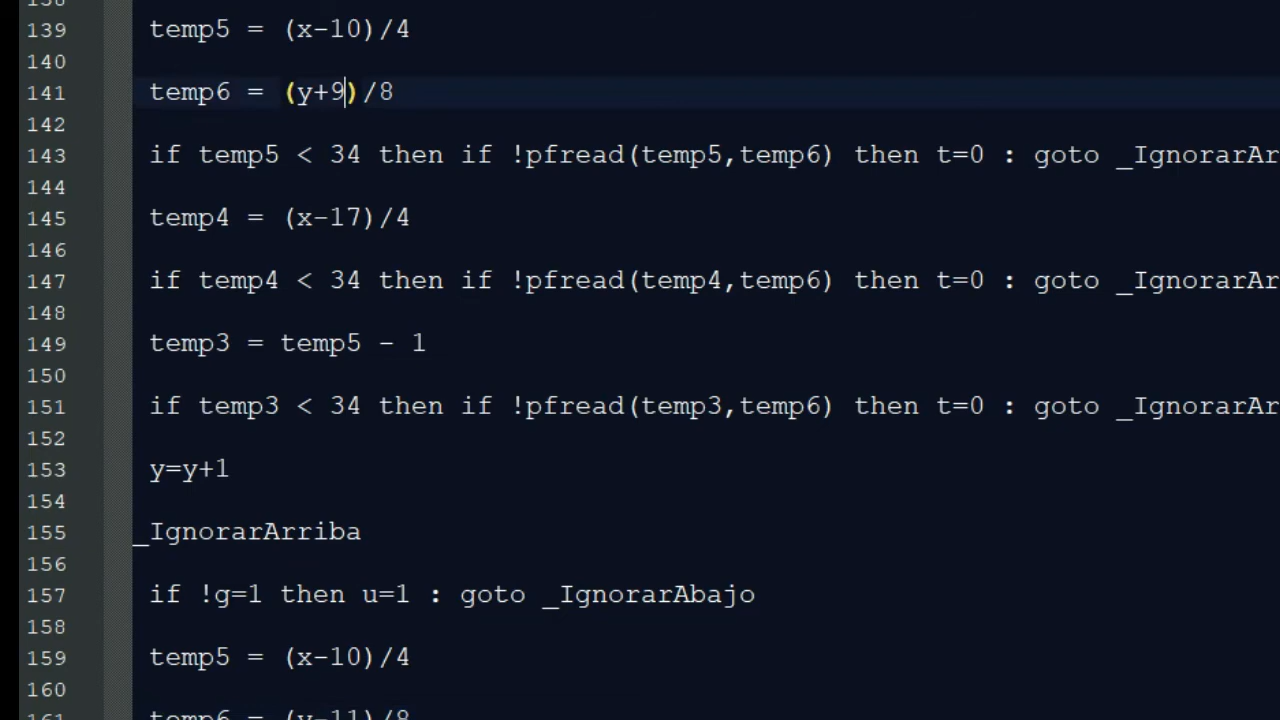 139 temp5 = (x-10)/4
140
141 temp6 = (y+9)/8
142
143 if temp5 < 34 then if !pfread(temp5,temp6) then t=0 : goto _IgnorarAr
144
145 temp4 = (x-17)/4
146
147 if temp4 < 34 then if !pfread(temp4,temp6) then t=0 : goto _IgnorarAr
148
149 temp3 = temp5 - 1
150
151 if temp3 < 34 then if !pfread(temp3,temp6) then t=0 : goto _IgnorarAr
152
153 y=y+1
154
155 _IgnorarArriba
156
157 if !g=1 then u=1 : goto _IgnorarAbajo
158
159 temp5 = (x-10)/4
160
161 temp6 = (y-11)/8